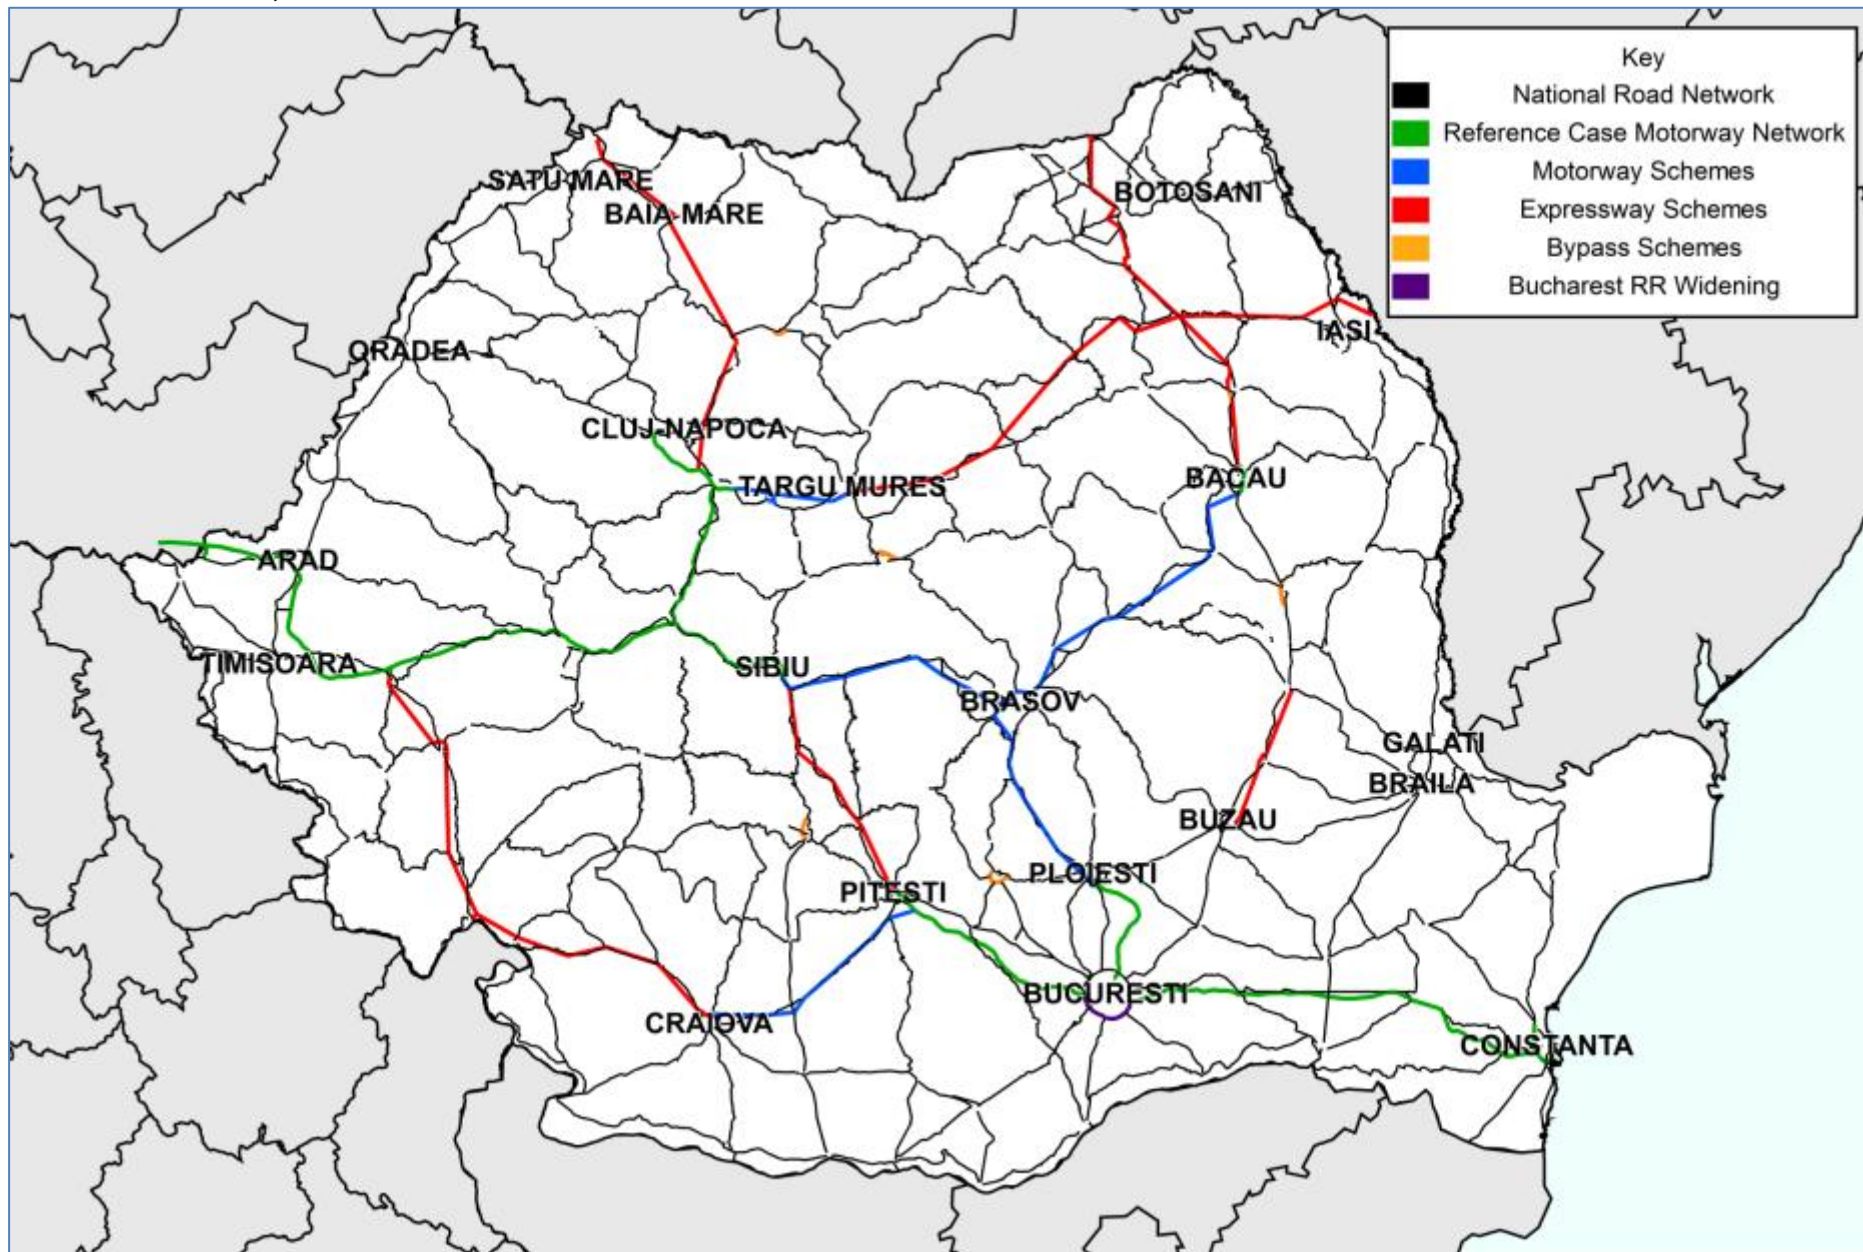 Key
National Road Network
Reference Case Motorway Network
Motorway Schemes
Expressway Schemes
Bypass Schemes
Bucharest RR Widening
SATU MARE
BAIA MARE
BOTOSANI
IASI
ORADEA
CLUJ-NAPOCA
TARGU MURES
BACAU
ARAD
TIMISOARA
SIBIU
BRASOV
GALATI
BRAILA
BUZAU
PLOIESTI
PITESTI
BUCURESTI
CRAIOVA
CONSTANTA